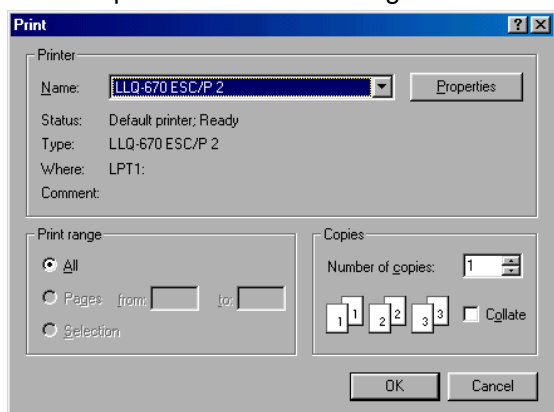 Print
Printer
Name: LLQ-670 ESC/P 2 Properties
Status: Default printer; Ready
Type: LLQ-670 ESC/P 2
Where: LPT1:
Comment:
Print range
All
Pages from: to:
Selection
Copies
Number of copies: 1
1 1 2 2 3 3 Collate
OK Cancel